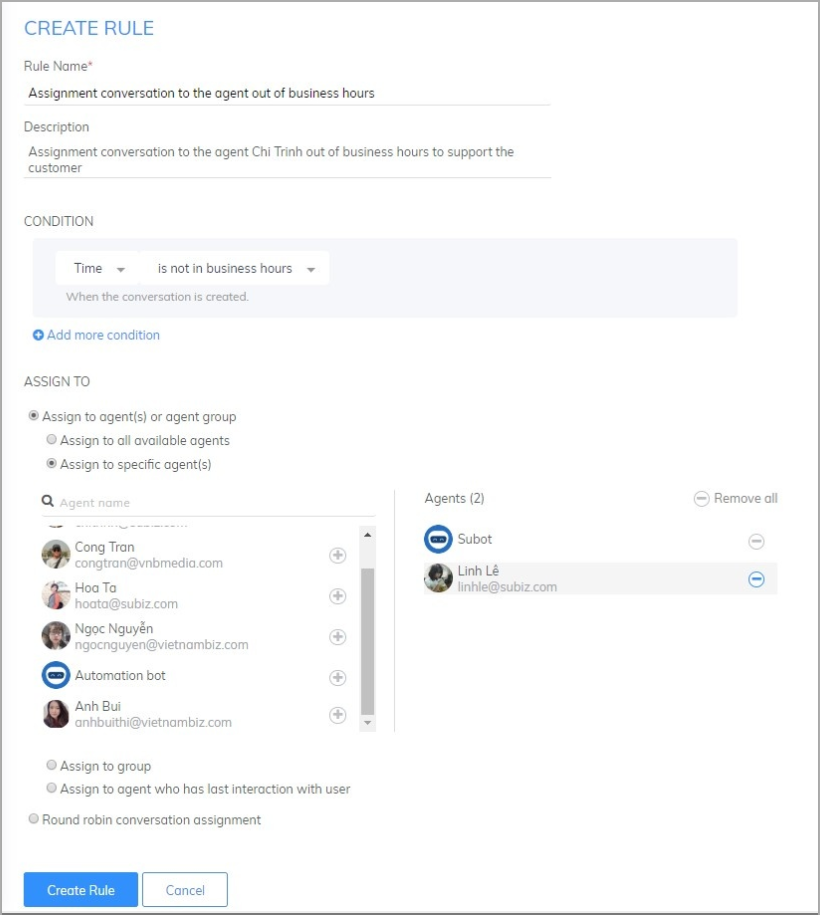 CREATE RULE
Rule Name*
Assignment conversation to the agent out of business hours
Description
Assignment conversation to the agent Chi Trinh out of business hours to support the
customer
CONDITION
Time
is not in business hours
When the conversation is created.
Add more condition
ASSIGN TO
Assign to agent(s) or agent group
Assign to all available agents
Assign to specific agent(s)
Agent name
Cong Tran
congtran@vnbmedia.com
Hoa Ta
hoata@subiz.com
Ngọc Nguyễn
ngocnguyen@vietnambiz.com
Automation bot
Anh Bui
anhbuithi@vietnambiz.com
Agents (2)
Remove all
Subot
Linh Lê
linhle@subiz.com
Assign to group
Assign to agent who has last interaction with user
Round robin conversation assignment
Create Rule
Cancel